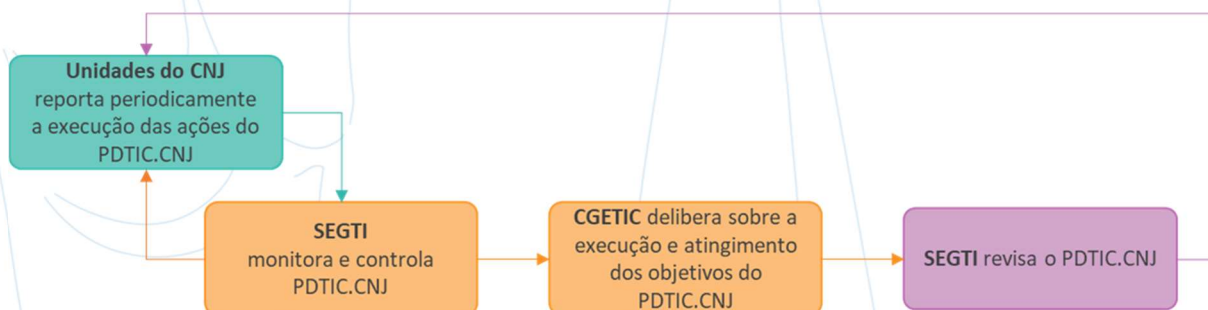 Unidades do CNJ
reporta periodicamente
a execução das ações do
PDTIC.CNJ
SEGTI
monitora e controla
PDTIC.CNJ
CGETIC delibera sobre a
execução e atingimento
dos objetivos do
PDTIC.CNJ
SEGTI revisa o PDTIC.CNJ